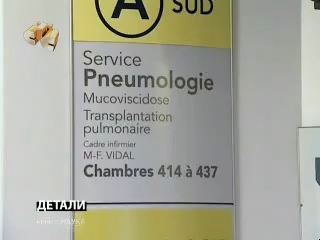 A SUD
Service
Pneumologie
Mucoviscidose
Transplantation
pulmonaire
Cadre infirmier
M-F. VIDAL
Chambres 414 à 437
ДЕТАЛИ